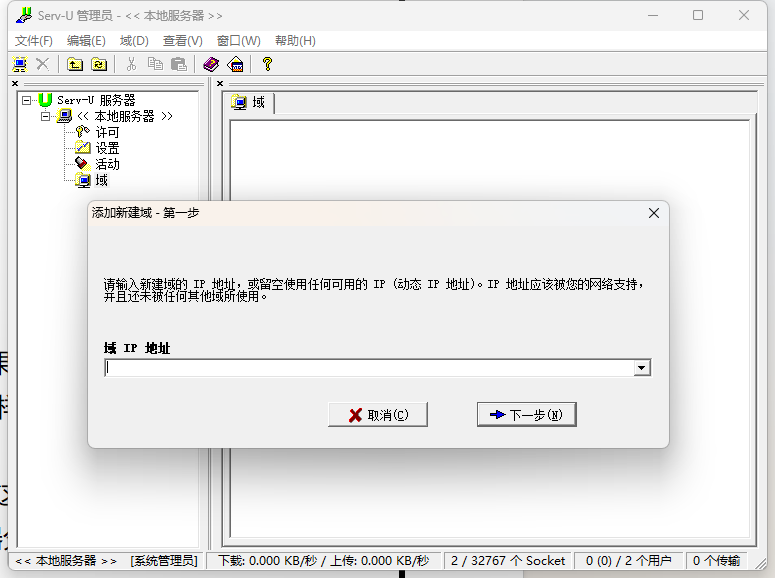 Serv-U 管理员 - << 本地服务器 >>
文件(F) 编辑(E) 域(D) 查看(V) 窗口(W) 帮助(H)
Serv-U 服务器
<< 本地服务器 >>
许可
设置
活动
域
域
添加新建域 - 第一步
请输入新建域的 IP 地址，或留空使用任何可用的 IP (动态 IP 地址)。IP 地址应该被您的网络支持，
并且还未被任何其他域所使用。
域 IP 地址
取消(C) 下一步(N)
<< 本地服务器 >> [系统管理员] 下载: 0.000 KB/秒 / 上传: 0.000 KB/秒 2 / 32767 个 Socket 0 (0) / 2 个用户 0 个传输